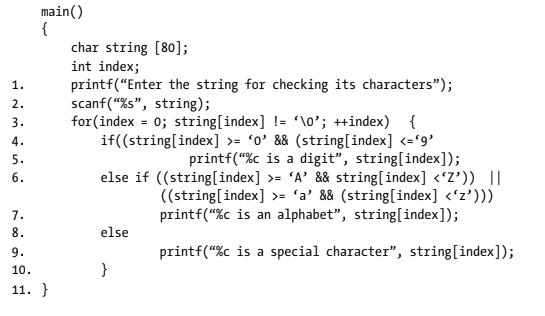 main()
{
char string [80];
int index;
1. printf(“Enter the string for checking its characters”);
2. scanf(“%s”, string);
3. for(index = 0; string[index] != ‘\0’; ++index) {
4. if((string[index] >= ‘0’ && (string[index] <=‘9’
5. printf(“%c is a digit”, string[index]);
6. else if ((string[index] >= ‘A’ && string[index] <‘Z’)) ||
((string[index] >= ‘a’ && (string[index] <‘z’)))
7. printf(“%c is an alphabet”, string[index]);
8. else
9. printf(“%c is a special character”, string[index]);
10. }
11. }